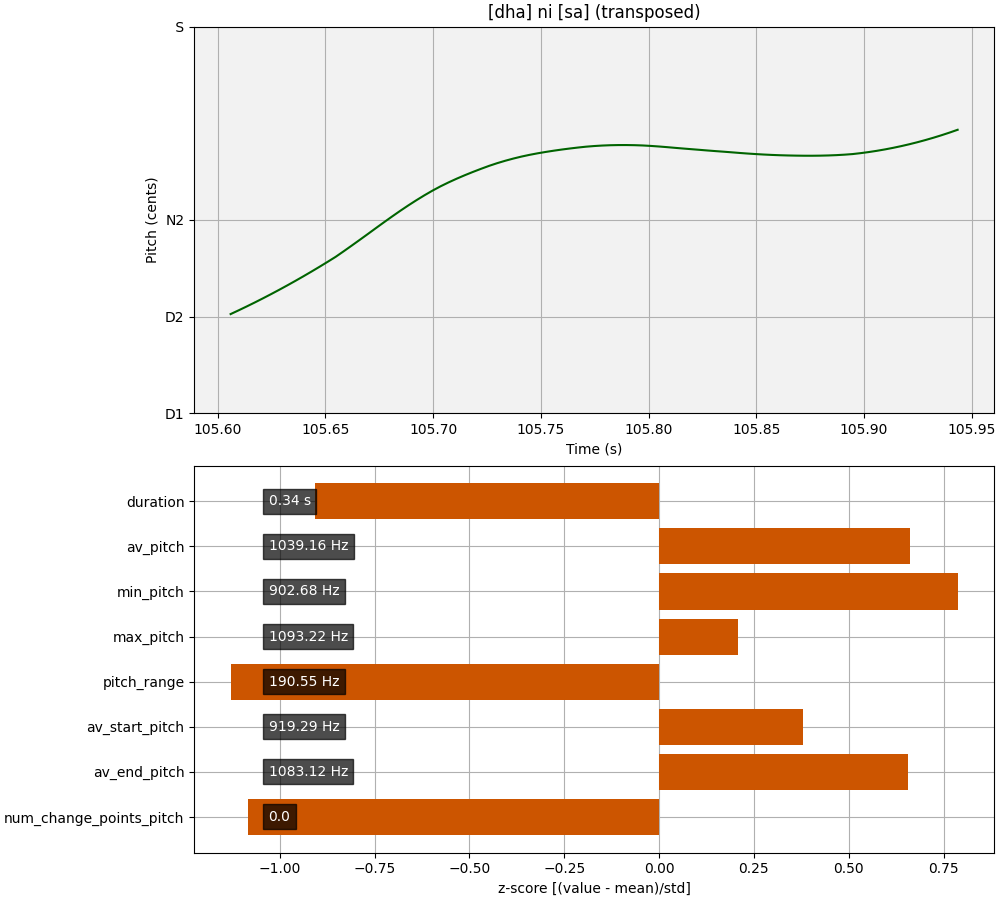 [dha] ni [sa] (transposed)
S
N2
D2
D1
Pitch (cents)
105.60 105.65 105.70 105.75 105.80 105.85 105.90 105.95
Time (s)
duration 0.34 s
av_pitch 1039.16 Hz
min_pitch 902.68 Hz
max_pitch 1093.22 Hz
pitch_range 190.55 Hz
av_start_pitch 919.29 Hz
av_end_pitch 1083.12 Hz
num_change_points_pitch 0.0
−1.00 −0.75 −0.50 −0.25 0.00 0.25 0.50 0.75
z-score [(value - mean)/std]